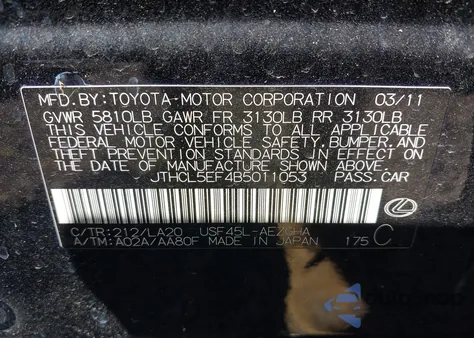 MFD.BY:TOYOTA-MOTOR CORPORATION 03/11
GVWR 5810LB GAWR FR 3130LB RR 3130LB
THIS VEHICLE CONFORMS TO ALL APPLICABLE
FEDERAL MOTOR VEHICLE SAFETY,BUMPER,AND
THEFT PREVENTION STANDARDS IN EFFECT ON
THE DATE OF MANUFACTURE SHOWN ABOVE.
JTHCL5EF4B5011053 PASS.CAR
C/TR:212/LA20 USF45L-AEZGHA
A/TM:A02A/AA80F MADE IN JAPAN 175 C